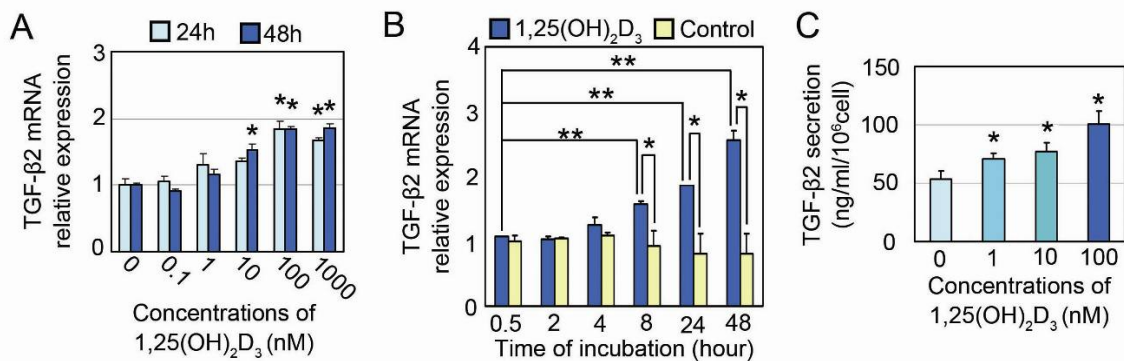 A
24h 48h
TGF-β2 mRNA
relative expression
3
2
1
0
* * * * *
0 0.1 1 10 100 1000
Concentrations of
1,25(OH)₂D₃ (nM)
B
1,25(OH)₂D₃ Control
TGF-β2 mRNA
relative expression
4
3
2
1
0
**
**
**
* * *
0.5 2 4 8 24 48
Time of incubation (hour)
C
TGF-β2 secretion
(ng/ml/10⁶cell)
150
100
50
0
* * *
0 1 10 100
Concentrations of
1,25(OH)₂D₃ (nM)